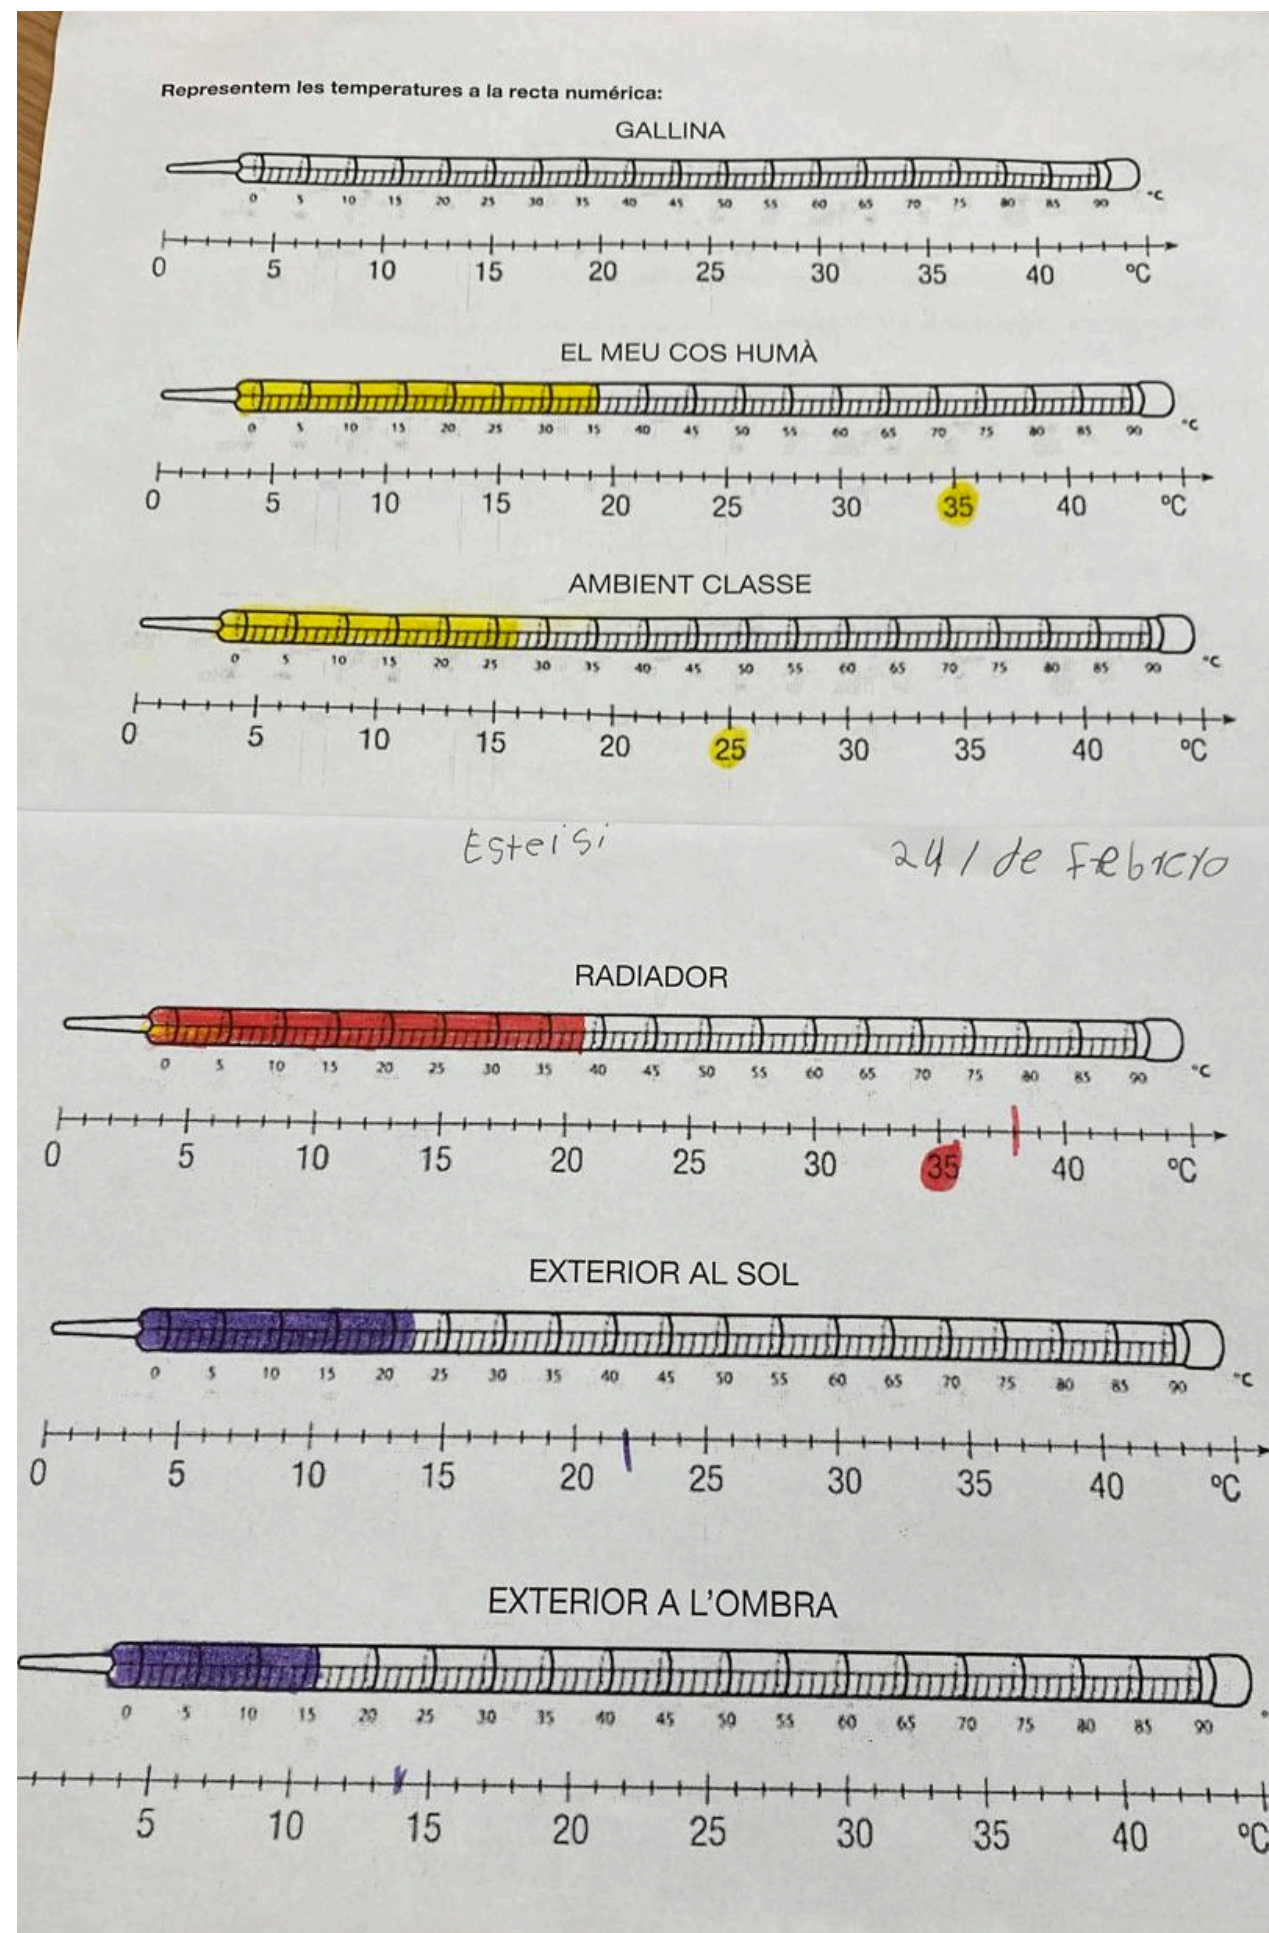 Representem les temperatures a la recta numérica:
GALLINA
0 5 10 15 20 25 30 35 40 45 50 55 60 65 70 75 80 85 90 °C
0 5 10 15 20 25 30 35 40 ºC
EL MEU COS HUMÀ
0 5 10 15 20 25 30 35 40 45 50 55 60 65 70 75 80 85 90 °C
0 5 10 15 20 25 30 35 40 ºC
AMBIENT CLASSE
0 5 10 15 20 25 30 35 40 45 50 55 60 65 70 75 80 85 90 °C
0 5 10 15 20 25 30 35 40 ºC
Esteisi 24 / de Febrero
RADIADOR
0 5 10 15 20 25 30 35 40 45 50 55 60 65 70 75 80 85 90 °C
0 5 10 15 20 25 30 35 40 ºC
EXTERIOR AL SOL
0 5 10 15 20 25 30 35 40 45 50 55 60 65 70 75 80 85 90 °C
0 5 10 15 20 25 30 35 40 ºC
EXTERIOR A L'OMBRA
0 5 10 15 20 25 30 35 40 45 50 55 60 65 70 75 80 85 90 °
5 10 15 20 25 30 35 40 ºC